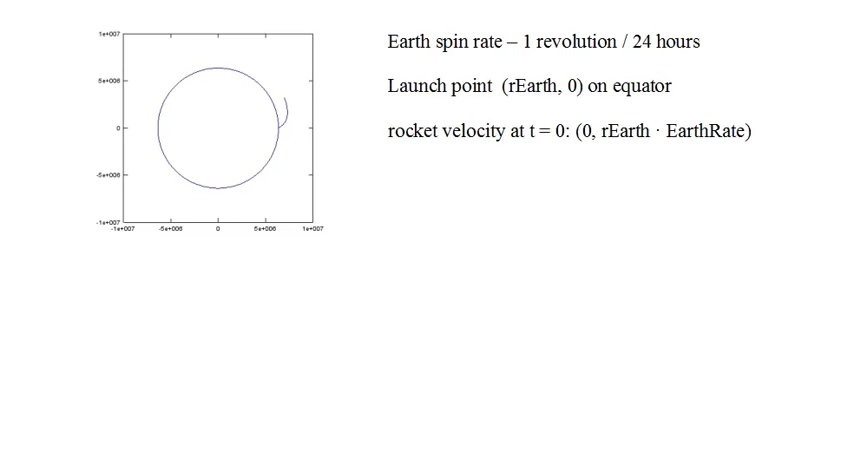 1e+007
5e+006
0
-5e+006
-1e+007
-1e+007 -5e+006 0 5e+006 1e+007
Earth spin rate – 1 revolution / 24 hours
Launch point (rEarth, 0) on equator
rocket velocity at t = 0: (0, rEarth · EarthRate)